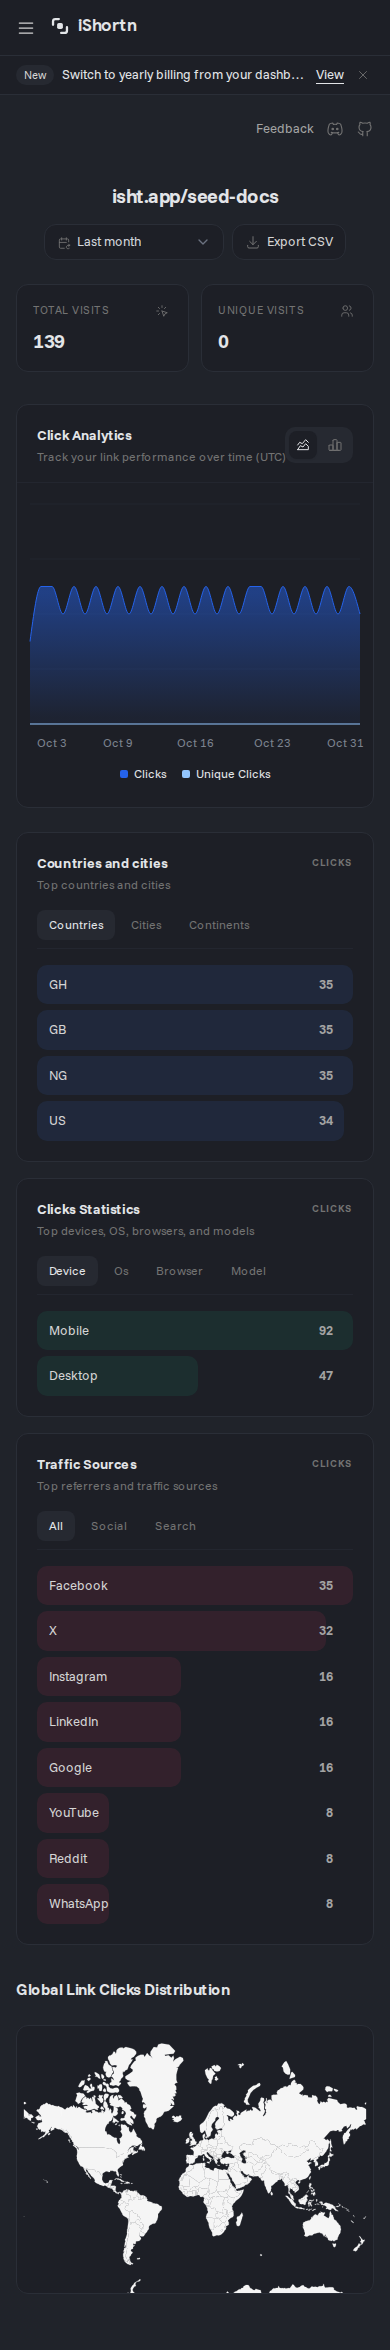 iShortn
New Switch to yearly billing from your dashb... View
Feedback
isht.app/seed-docs
Last month Export CSV
TOTAL VISITS
139
UNIQUE VISITS
0
Click Analytics
Track your link performance over time (UTC)
Oct 3 Oct 9 Oct 16 Oct 23 Oct 31
Clicks Unique Clicks
Countries and cities CLICKS
Top countries and cities
Countries Cities Continents
GH 35
GB 35
NG 35
US 34
Clicks Statistics CLICKS
Top devices, OS, browsers, and models
Device Os Browser Model
Mobile 92
Desktop 47
Traffic Sources CLICKS
Top referrers and traffic sources
All Social Search
Facebook 35
X 32
Instagram 16
LinkedIn 16
Google 16
YouTube 8
Reddit 8
WhatsApp 8
Global Link Clicks Distribution